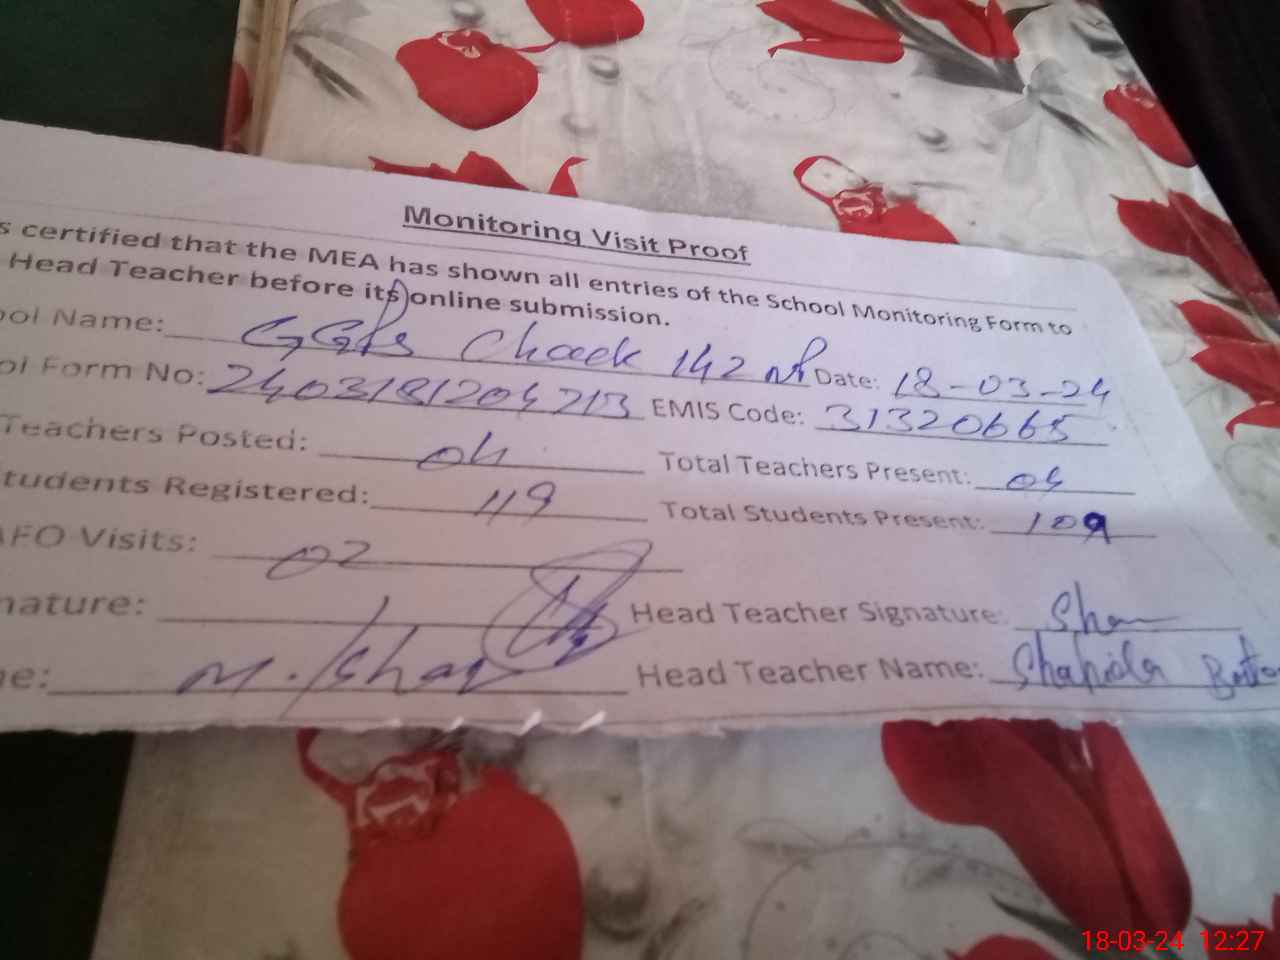 Monitoring Visit Proof
s certified that the MEA has shown all entries of the School Monitoring Form to
Head Teacher before its online submission.
ool Name: GGPS Chack 142 Date: 18-03-24
ol Form No: EMIS Code: 31320665
Teachers Posted: 04 Total Teachers Present: 04
tudents Registered: 119 Total Students Present: 109
AFO Visits: 02
nature: Head Teacher Signature: Sha
e: M. Head Teacher Name: Shahida
18-03-24 12:27